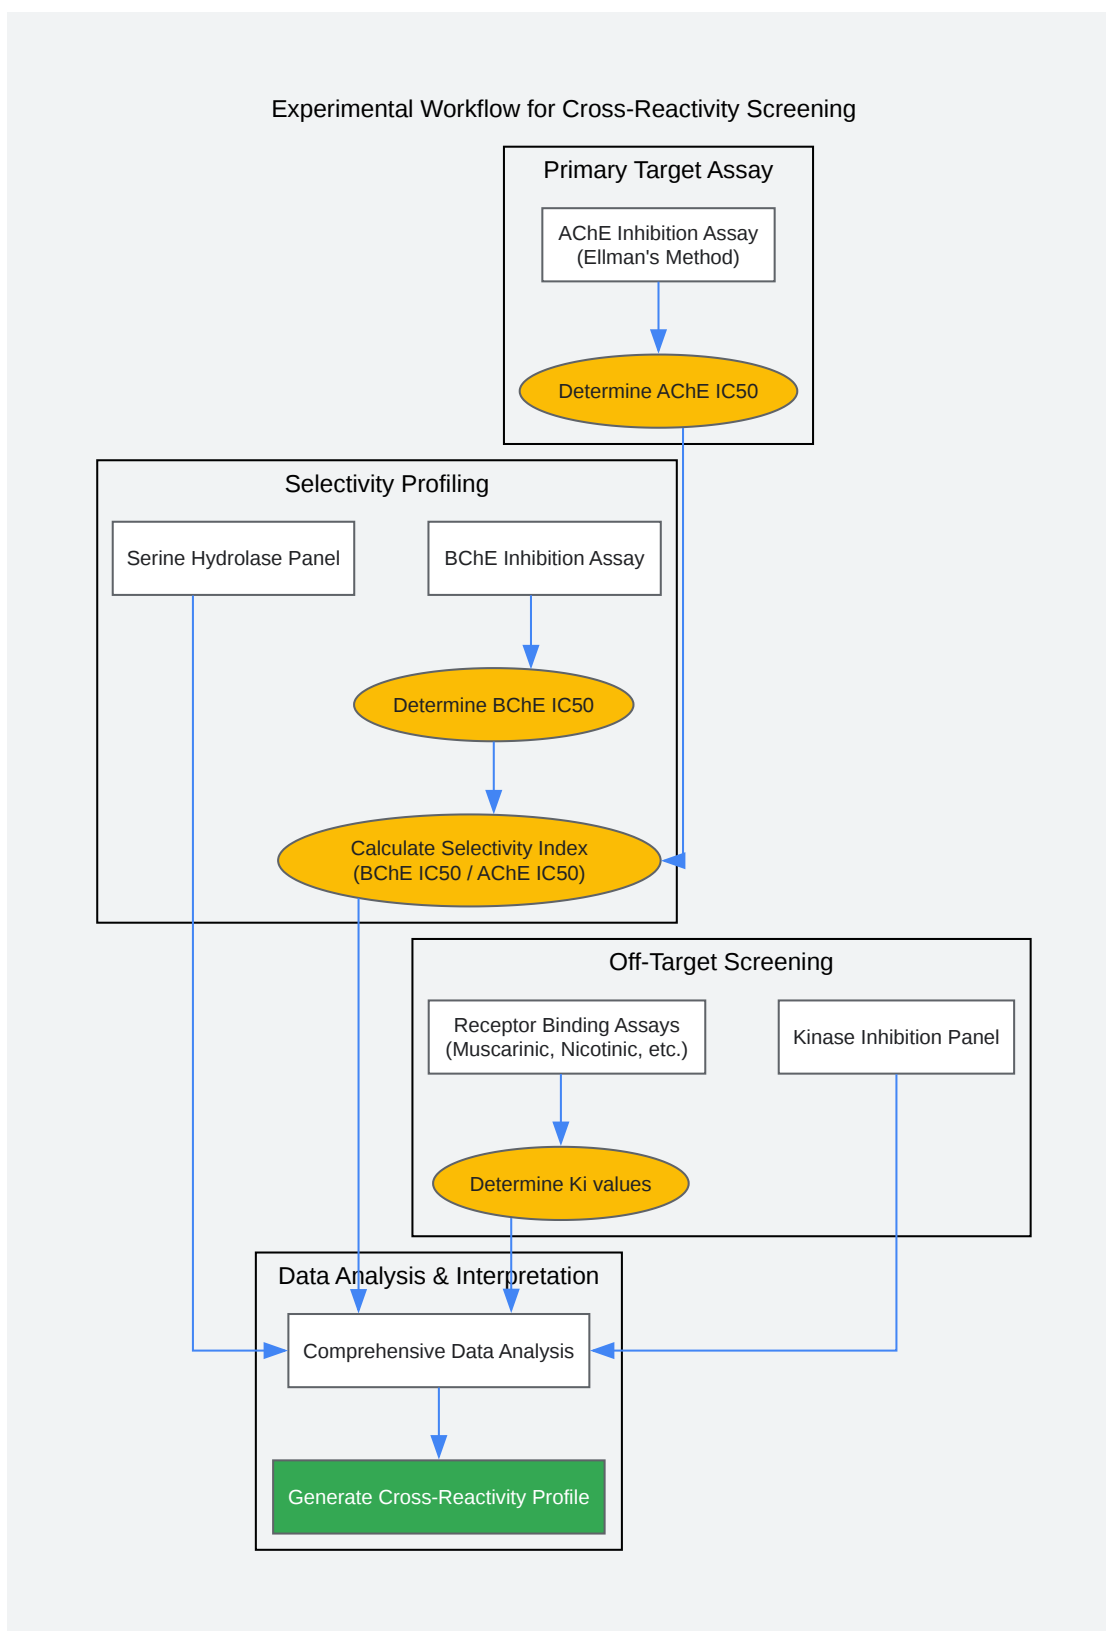 Experimental Workflow for Cross-Reactivity Screening
Primary Target Assay
AChE Inhibition Assay
(Ellman's Method)
Determine AChE IC50
Selectivity Profiling
Serine Hydrolase Panel
BChE Inhibition Assay
Determine BChE IC50
Calculate Selectivity Index
(BChE IC50 / AChE IC50)
Off-Target Screening
Receptor Binding Assays
(Muscarinic, Nicotinic, etc.)
Kinase Inhibition Panel
Determine Ki values
Data Analysis & Interpretation
Comprehensive Data Analysis
Generate Cross-Reactivity Profile